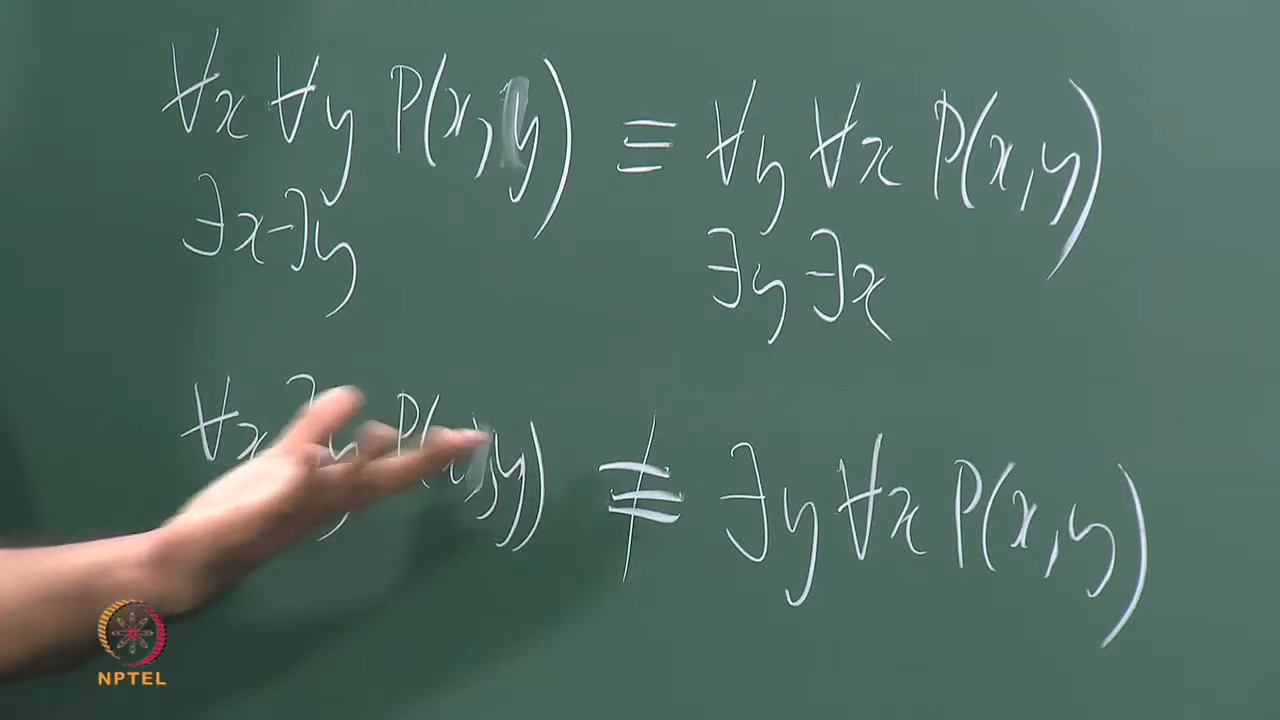 ∀x ∀y P(x, y) ≡ ∀y ∀x P(x, y)
∃x ∃y ∃y ∃x
∀x ∃y P(x, y) ≢ ∃y ∀x P(x, y)
NPTEL